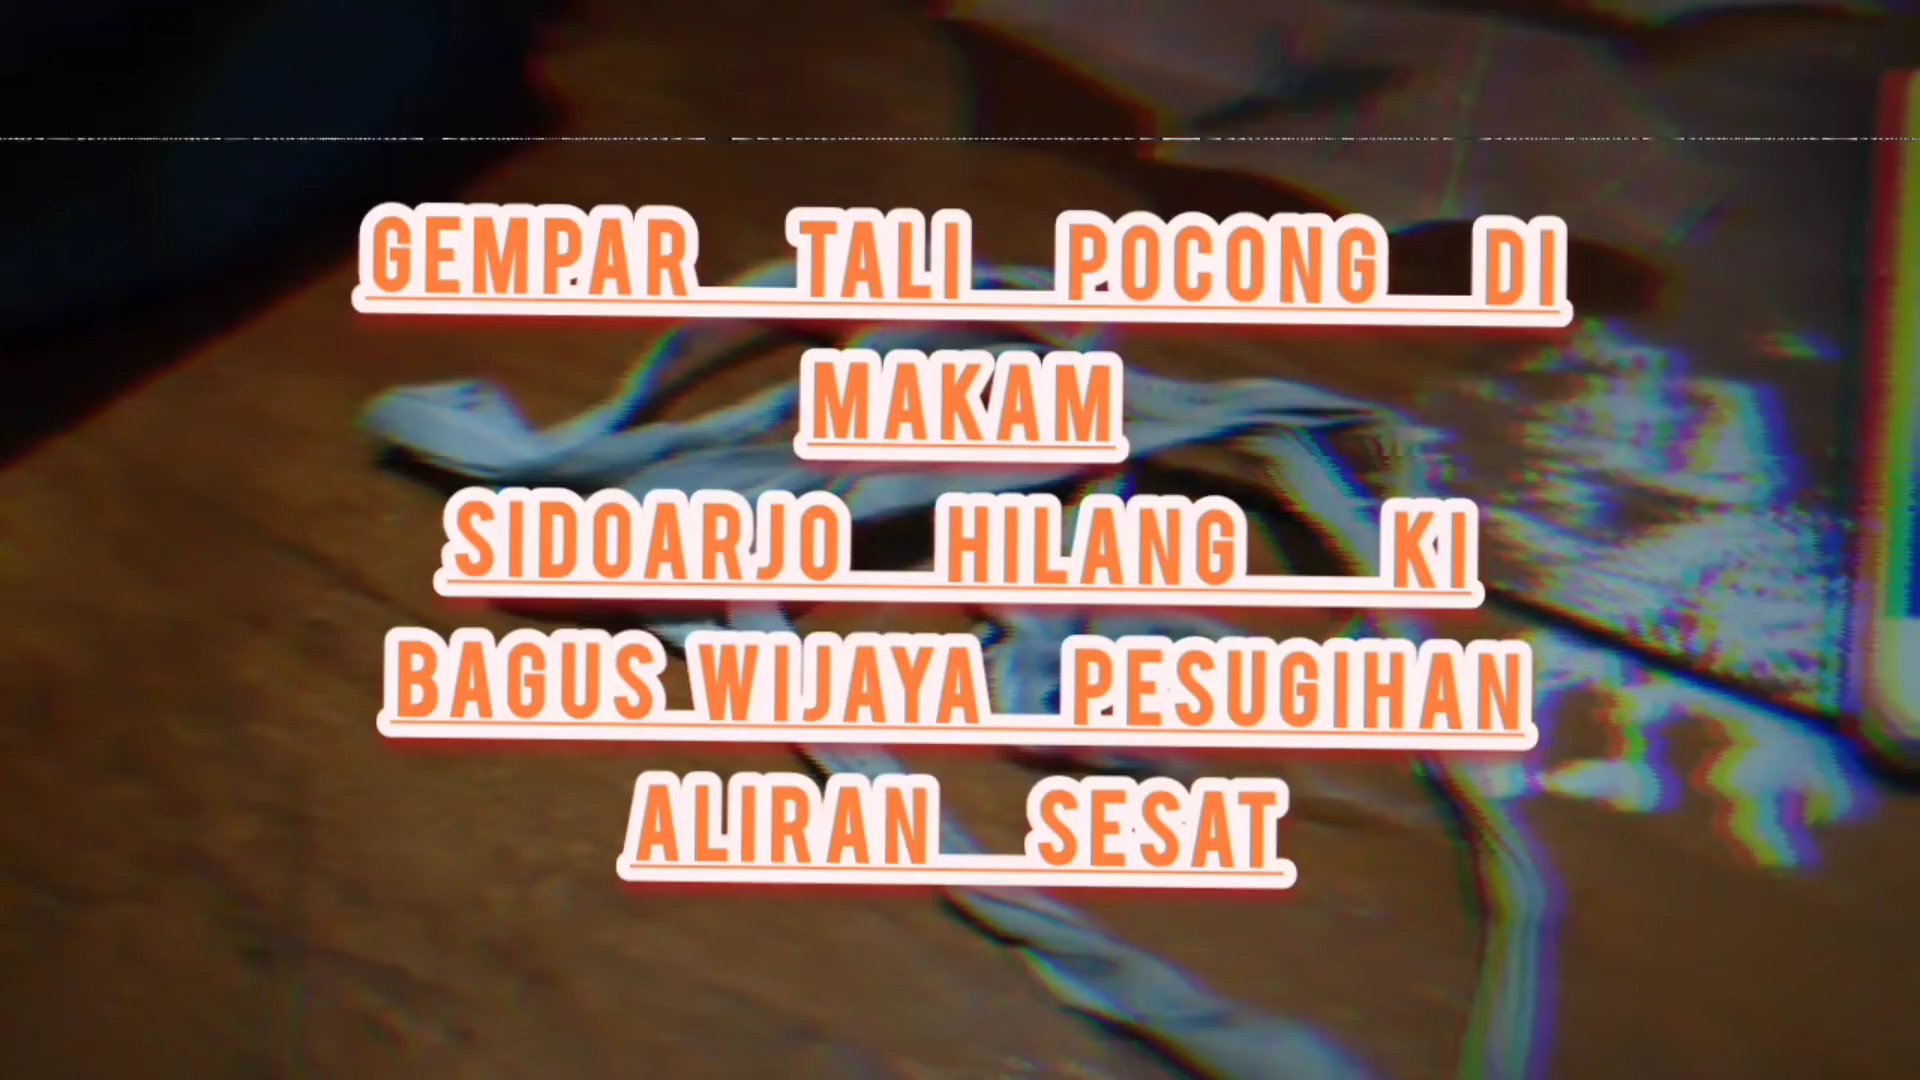 GEMPAR TALI POCONG DI
MAKAM
SIDOARJO HILANG KI
BAGUS WIJAYA PESUGIHAN
ALIRAN SESAT